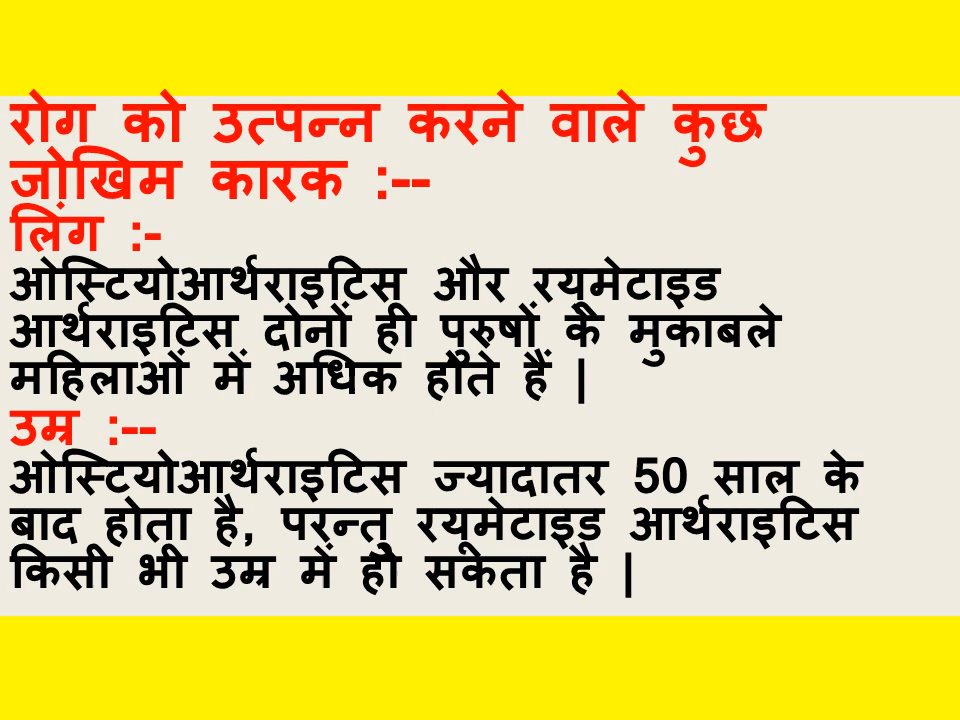 रोग को उत्पन्न करने वाले कुछ
जोखिम कारक :--
लिंग :-
ओस्टियोआर्थराइटिस और रयूमेटाइड
आर्थराइटिस दोनों ही पुरुषों के मुकाबले
महिलाओं में अधिक होते हैं |
उम्र :--
ओस्टियोआर्थराइटिस ज्यादातर 50 साल के
बाद होता है, परन्तु रयूमेटाइड आर्थराइटिस
किसी भी उम्र में हो सकता है |